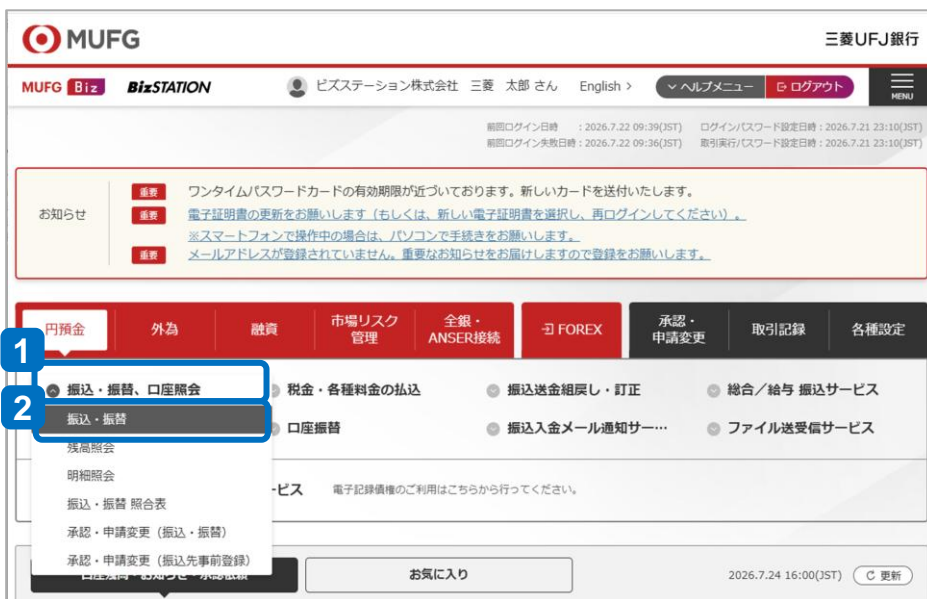 MUFG
三菱UFJ銀行
MUFG Biz BizSTATION ビズステーション株式会社 三菱 太郎 さん English > ヘルプメニュー ログアウト MENU
前回ログイン日時 : 2026.7.22 09:39(JST) ログインパスワード設定日時 : 2026.7.21 23:10(JST)
前回ログイン失敗日時 : 2026.7.22 09:36(JST) 取引実行パスワード設定日時 : 2026.7.21 23:10(JST)
お知らせ
重要 ワンタイムパスワードカードの有効期限が近づいております。新しいカードを送付いたします。
重要 電子証明書の更新をお願いします（もしくは、新しい電子証明書を選択し、再ログインしてください）。
※スマートフォンで操作中の場合は、パソコンで手続きをお願いします。
重要 メールアドレスが登録されていません。重要なお知らせをお届けしますので登録をお願いします。
円預金 外為 融資 市場リスク管理 全銀・ANSER接続 FOREX 承認・申請変更 取引記録 各種設定
1
振込・振替、口座照会 税金・各種料金の払込 振込送金組戻し・訂正 総合／給与 振込サービス
2
振込・振替 口座振替 振込入金メール通知サー… ファイル送受信サービス
残高照会
明細照会
ービス 電子記録債権のご利用はこちらから行ってください。
振込・振替 照合表
承認・申請変更（振込・振替）
承認・申請変更（振込先事前登録）
お気に入り 2026.7.24 16:00(JST) 更新